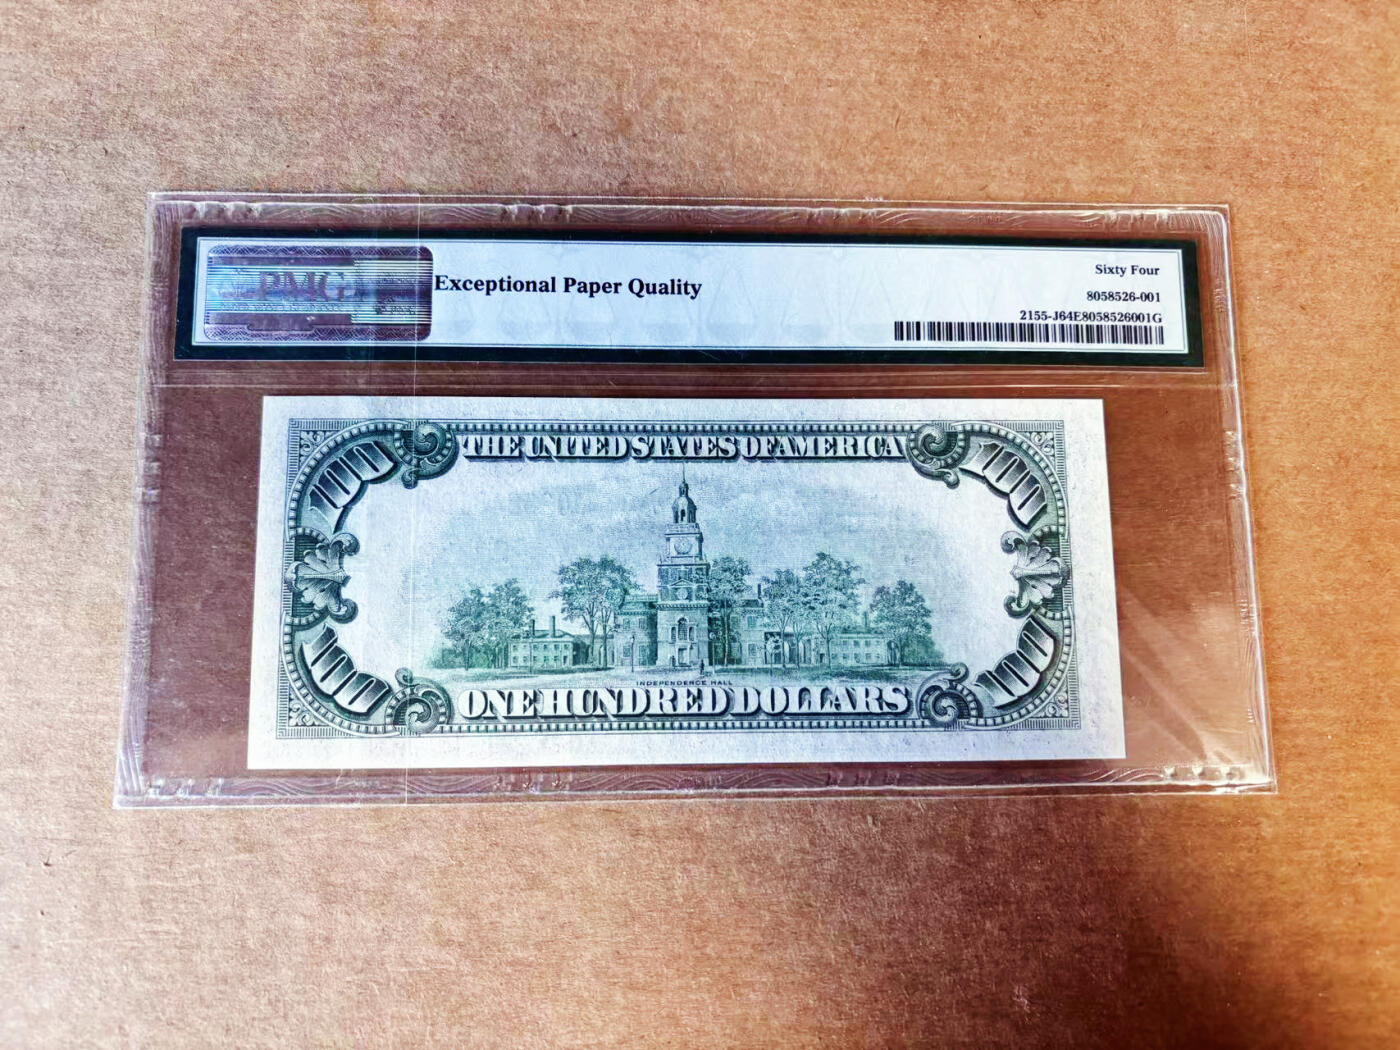 PMG
Exceptional Paper Quality
Sixty Four
8058526-001
2155-J64E8058526001G
100
THE UNITED STATES OF AMERICA
100
INDEPENDENCE HALL
100
ONE HUNDRED DOLLARS
100